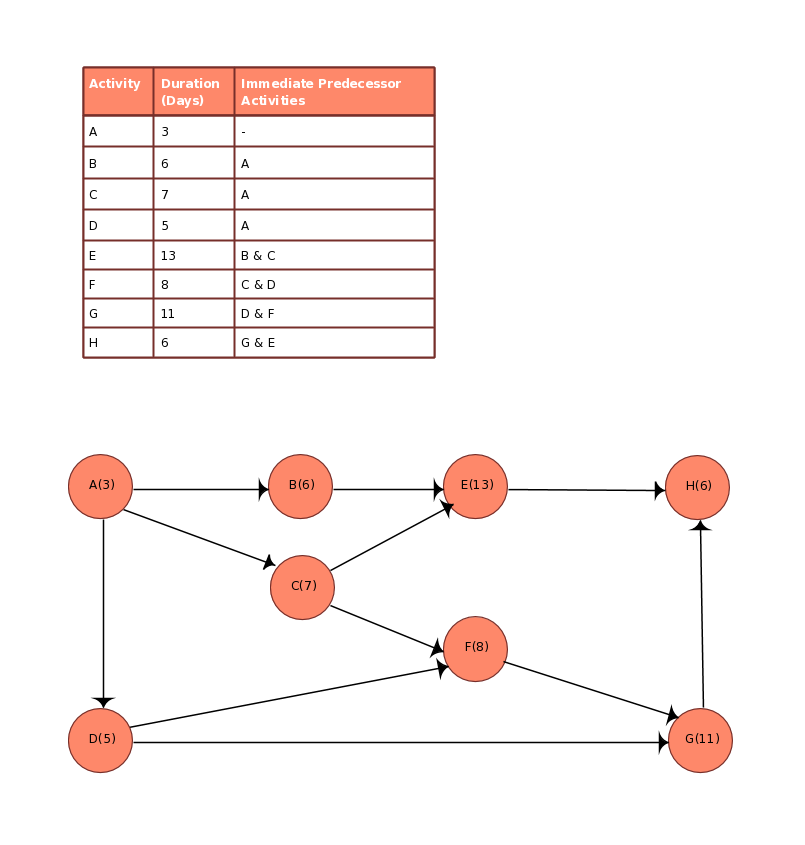 Activity Duration (Days) Immediate Predecessor Activities
A 3 -
B 6 A
C 7 A
D 5 A
E 13 B & C
F 8 C & D
G 11 D & F
H 6 G & E
A(3) B(6) E(13) H(6)
C(7)
F(8)
D(5) G(11)